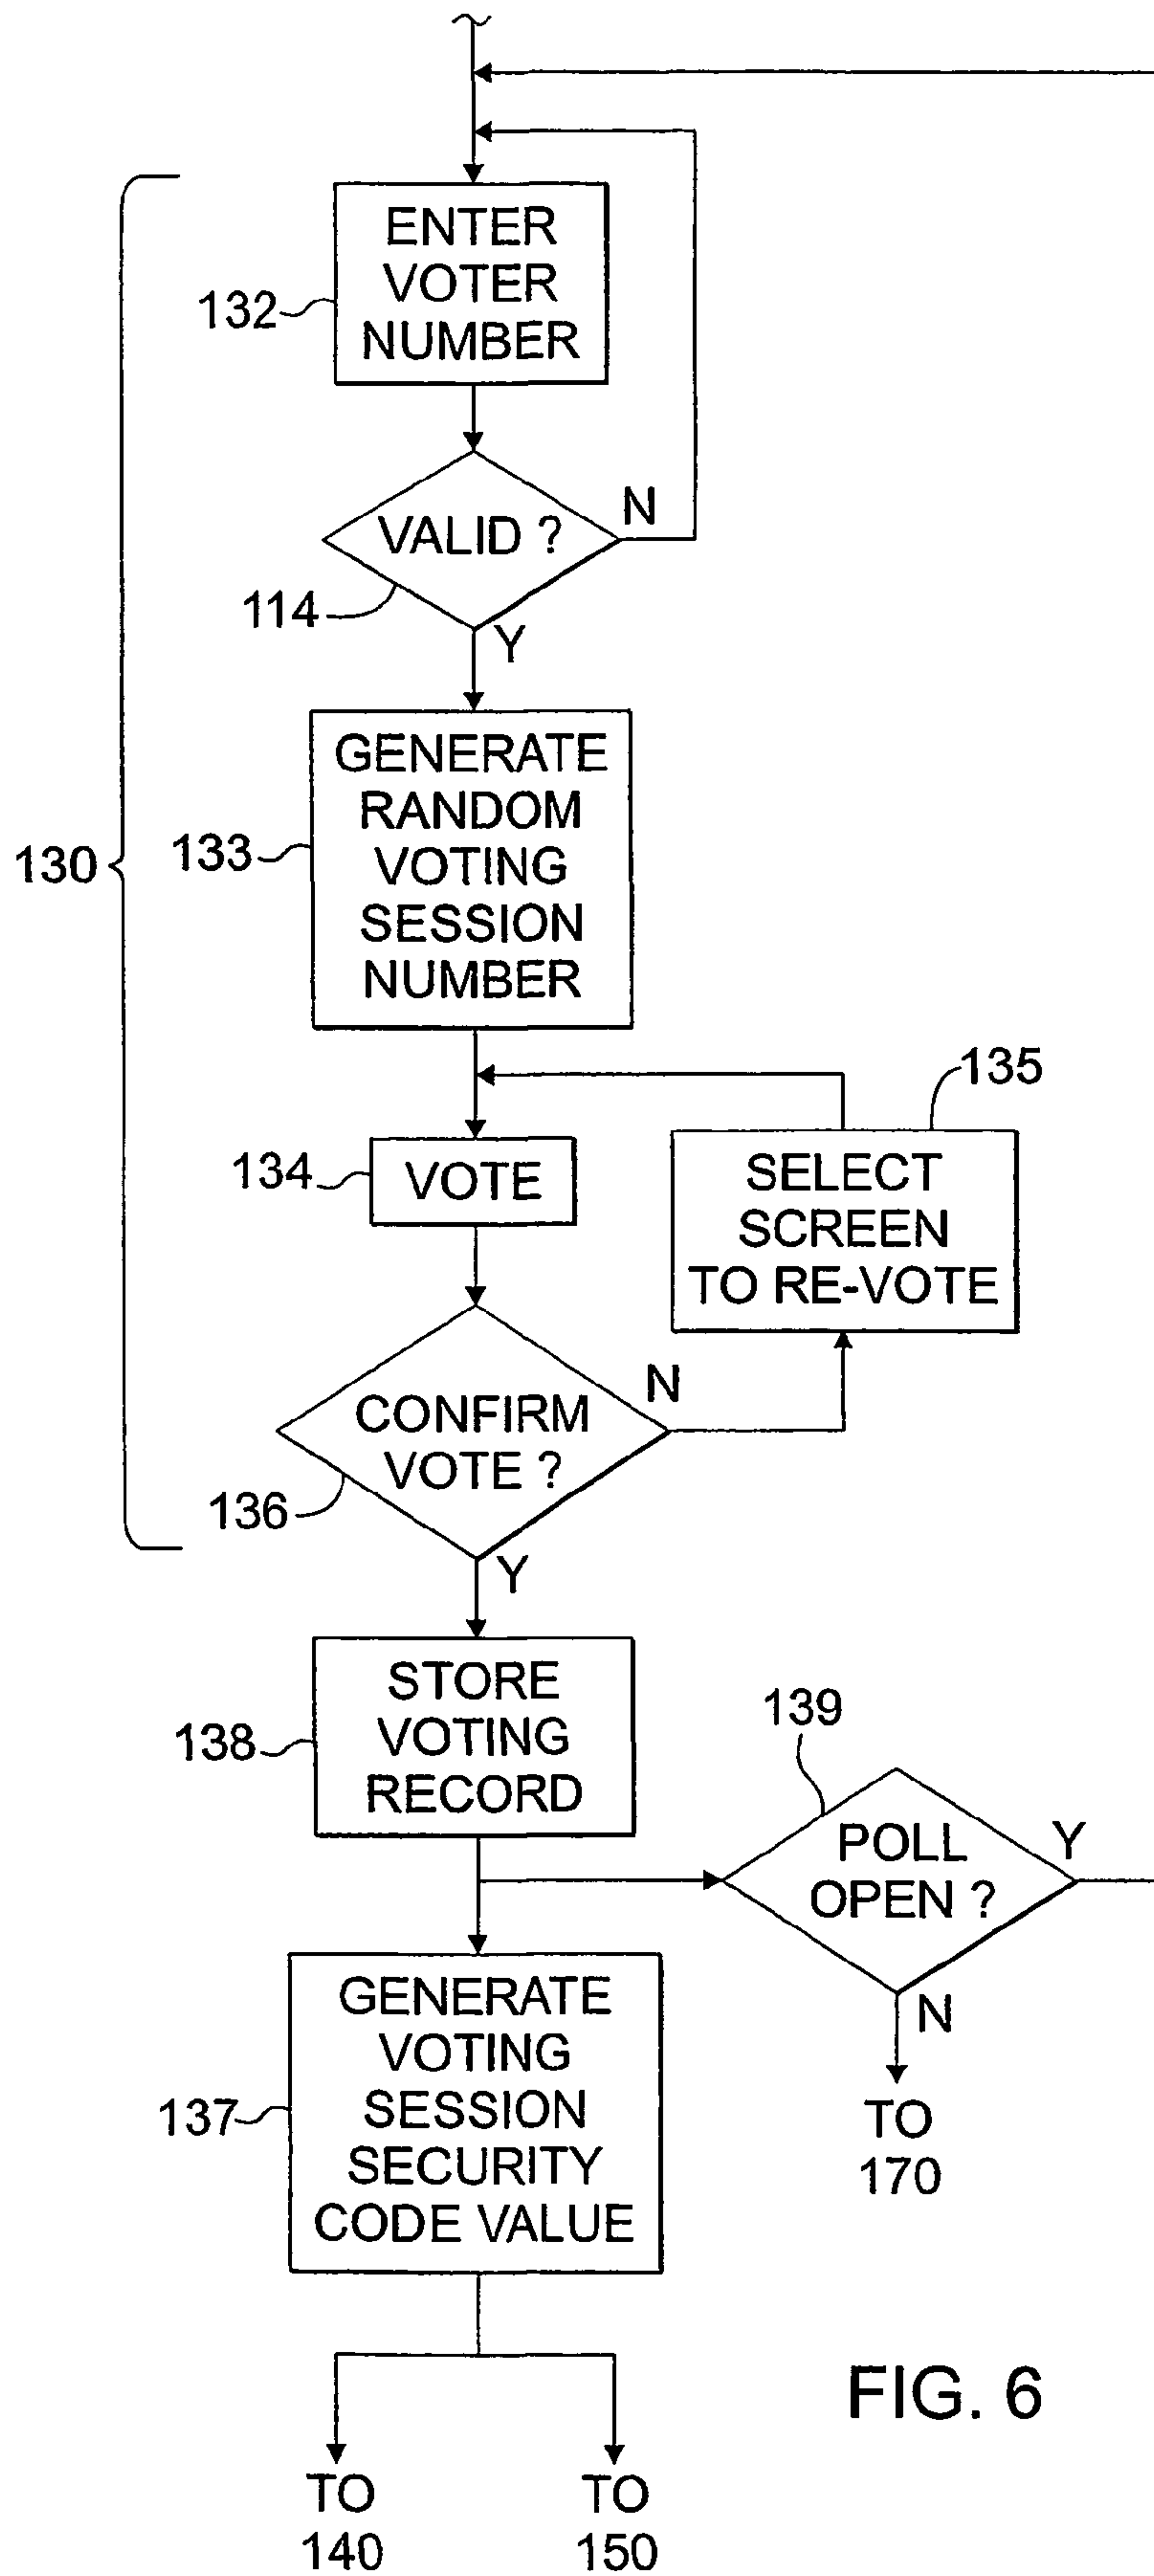 ENTER
VOTER
NUMBER
132
VALID ?
N
114
Y
GENERATE
RANDOM
VOTING
SESSION
NUMBER
133
130
135
SELECT
SCREEN
TO RE-VOTE
134
VOTE
N
CONFIRM
VOTE ?
136
Y
STORE
VOTING
RECORD
138
139
POLL
OPEN ?
Y
N
TO
170
GENERATE
VOTING
SESSION
SECURITY
CODE VALUE
137
FIG. 6
TO
140
TO
150